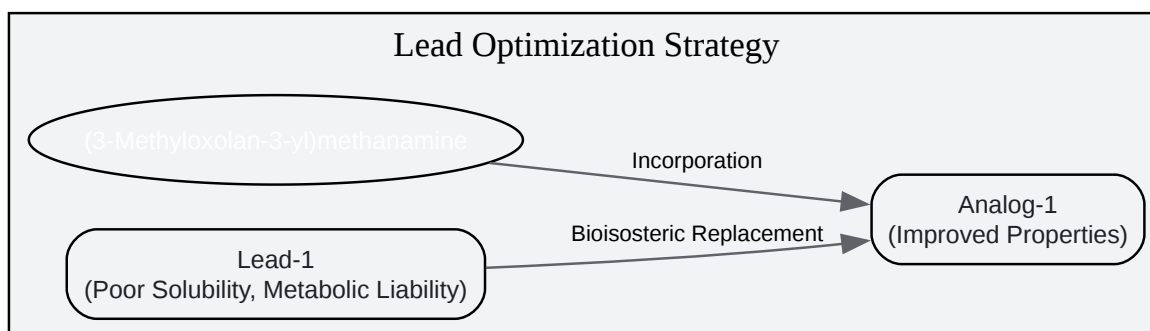 Lead Optimization Strategy
(3-Methyloxolan-3-yl)methanamine
Incorporation
Analog-1
(Improved Properties)
Bioisosteric Replacement
Lead-1
(Poor Solubility, Metabolic Liability)